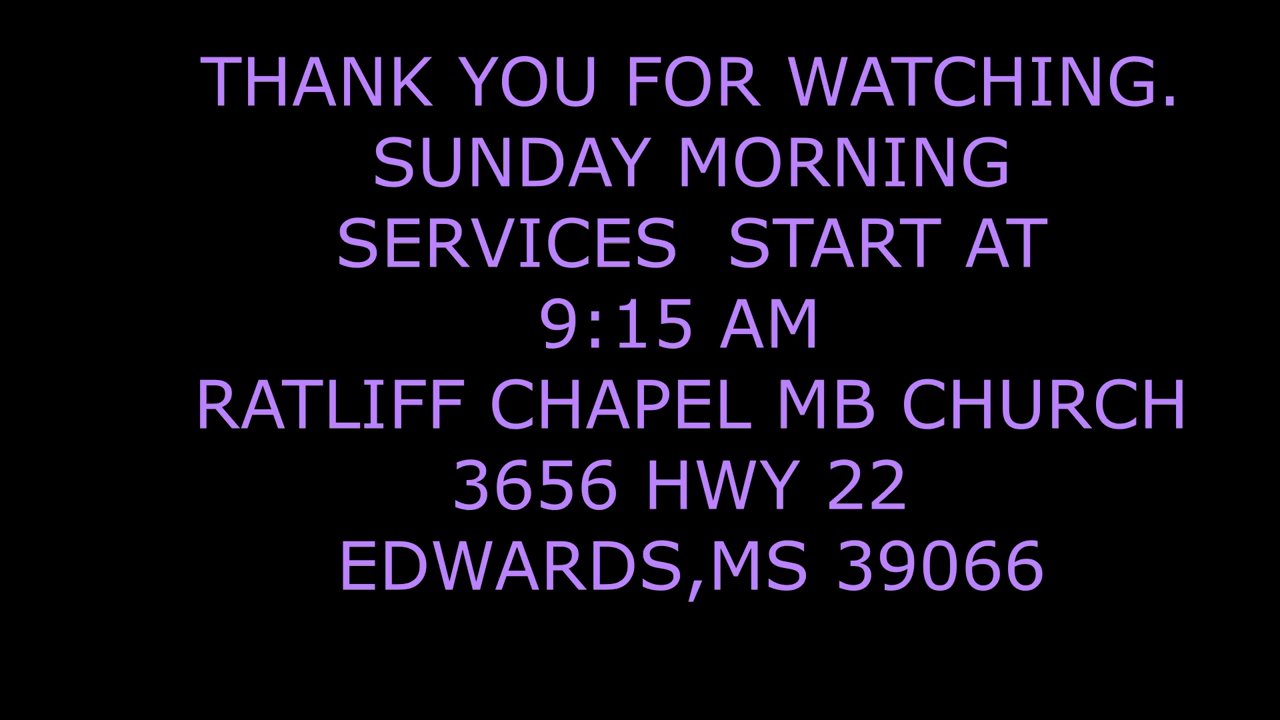 THANK YOU FOR WATCHING.
SUNDAY MORNING
SERVICES  START AT
9:15 AM
RATLIFF CHAPEL MB CHURCH
3656 HWY 22
EDWARDS,MS 39066